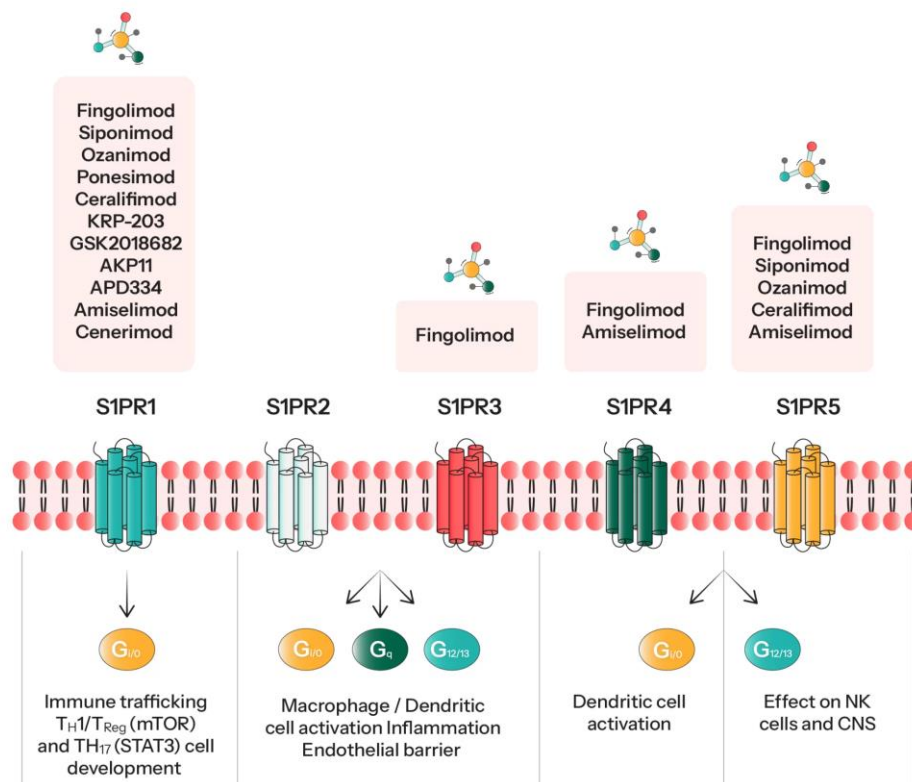 Fingolimod
Siponimod
Ozanimod
Ponesimod
Ceralifimod
KRP-203
GSK2018682
AKP11
APD334
Amiselimod
Cenerimod
Fingolimod
Fingolimod
Amiselimod
Fingolimod
Siponimod
Ozanimod
Ceralifimod
Amiselimod
S1PR1
S1PR2
S1PR3
S1PR4
S1PR5
Gi/0
Gi/0
Gq
G12/13
Gi/0
G12/13
Immune trafficking
TH1/TReg (mTOR)
and TH17 (STAT3) cell
development
Macrophage / Dendritic
cell activation Inflammation
Endothelial barrier
Dendritic cell
activation
Effect on NK
cells and CNS